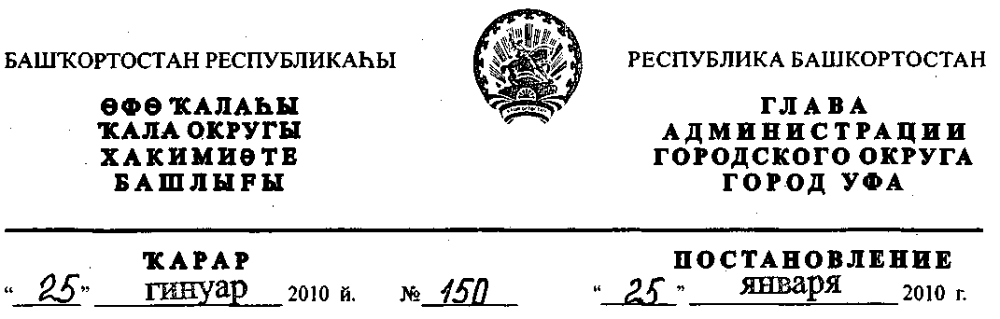 БАШҠОРТОСТАН РЕСПУБЛИКАҺЫ
ӨФӨ ҠАЛАҺЫ
ҠАЛА ОКРУГЫ
ХАКИМИӘТЕ
БАШЛЫҒЫ
РЕСПУБЛИКА БАШКОРТОСТАН
ГЛАВА
АДМИНИСТРАЦИИ
ГОРОДСКОГО ОКРУГА
ГОРОД УФА
ҠАРАР
ПОСТАНОВЛЕНИЕ
“ 25 ” гинуар 2010 й. № 150 “ 25 ” января 2010 г.